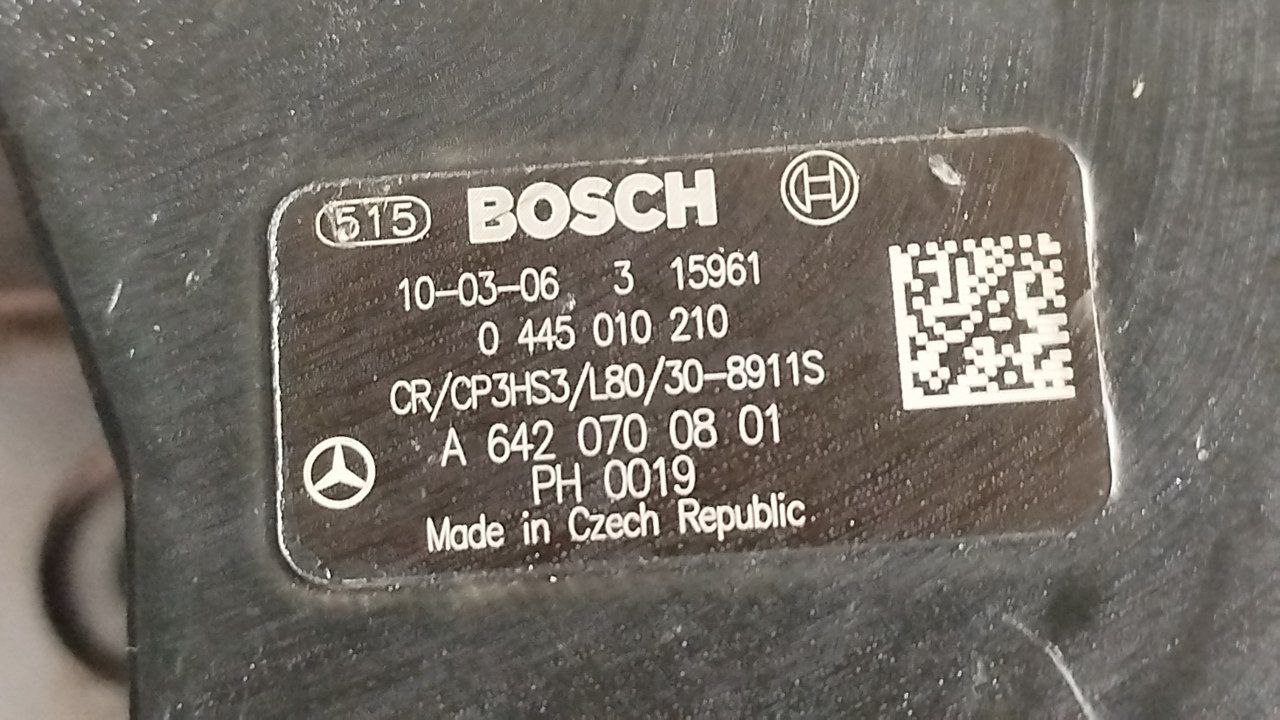 515 BOSCH
10-03-06 3 15961
0 445 010 210
CR/CP3HS3/L80/30-8911S
A 642 070 08 01
PH 0019
Made in Czech Republic